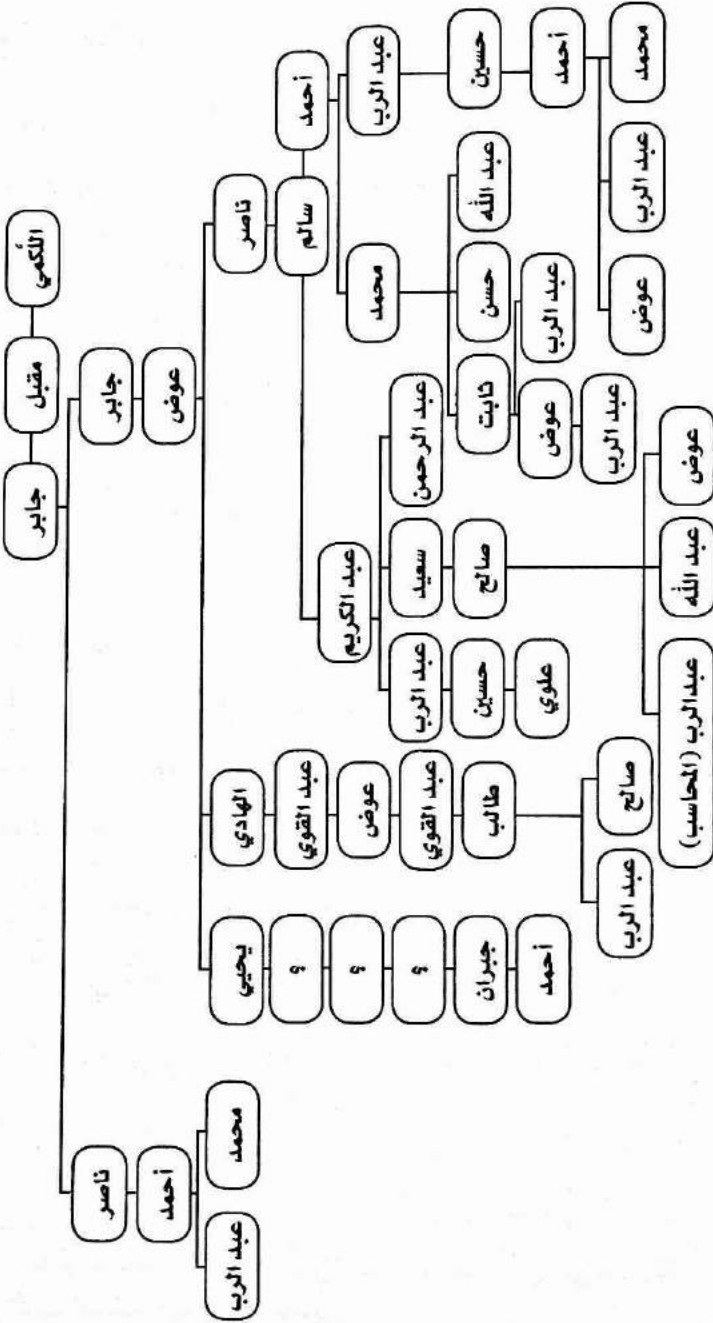 اللكمي
مقبل
جابر
جابر
ناصر
عوض
أحمد
ناصر
الهادي
يحيى
محمد
عبد الرب
سالم
أحمد
عبد القوي
؟
عبد الرب
محمد
عبد الكريم
عوض
؟
عبد الرحمن
سعيد
عبد الرب
عبد القوي
؟
حسين
عبد الله
حسن
ثابت
صالح
حسين
طالب
جبران
أحمد
عبد الرب
عوض
علوي
أحمد
عبد الرب
صالح
عبد الرب
محمد
عبد الرب
عوض
عوض
عبد الله
عبد الرب (المحاسب)